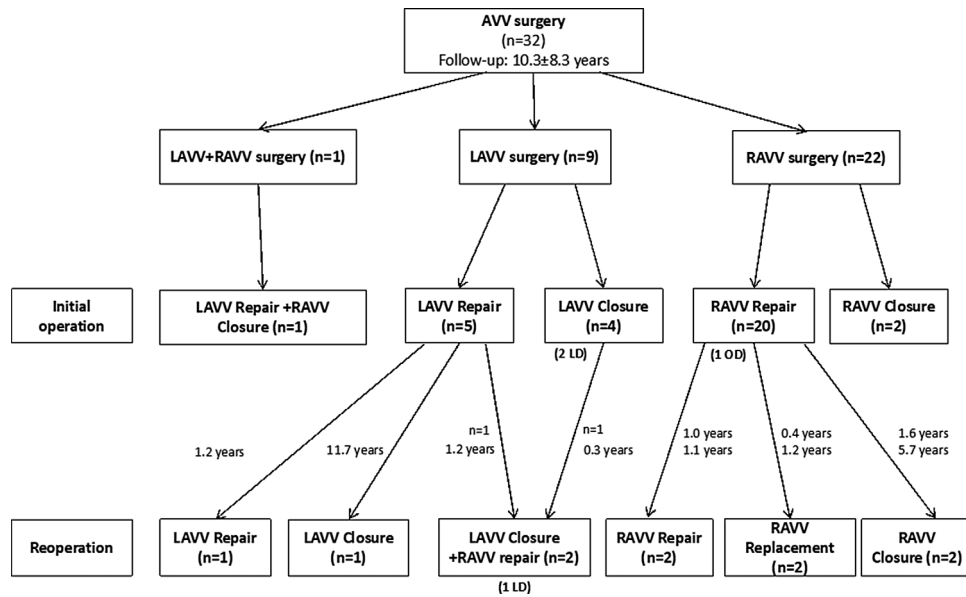 AVV surgery
(n=32)
Follow-up: 10.3±8.3 years
LAVV+RAVV surgery (n=1)
LAVV surgery (n=9)
RAVV surgery (n=22)
Initial
operation
LAVV Repair +RAVV
Closure (n=1)
LAVV Repair
(n=5)
LAVV Closure
(n=4)
RAVV Repair
(n=20)
RAVV Closure
(n=2)
(2 LD)
(1 OD)
1.2 years
11.7 years
n=1
1.2 years
n=1
0.3 years
1.0 years
1.1 years
0.4 years
1.2 years
1.6 years
5.7 years
Reoperation
LAVV Repair
(n=1)
LAVV Closure
(n=1)
LAVV Closure
+RAVV repair (n=2)
RAVV Repair
(n=2)
RAVV
Replacement
(n=2)
RAVV
Closure (n=2)
(1 LD)